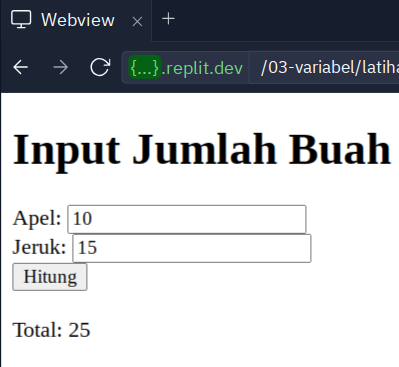 Webview
{...}.replit.dev /03-variabel/latiha
Input Jumlah Buah
Apel: 10
Jeruk: 15
Hitung
Total: 25